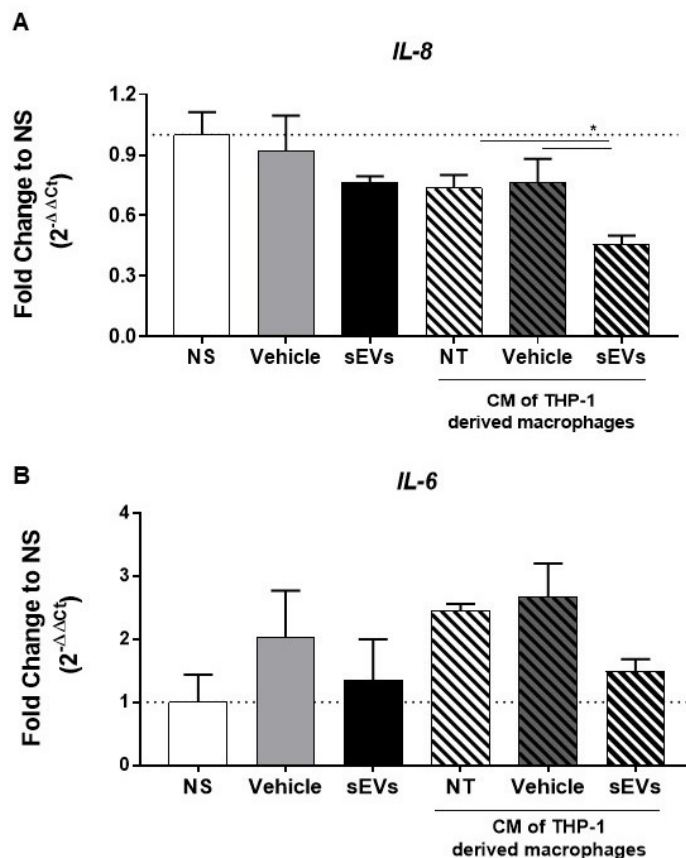 A
IL-8
Fold Change to NS
(2^-ΔΔCt)
1.2
0.9
0.6
0.3
0.0
*
NS Vehicle sEVs NT Vehicle sEVs
CM of THP-1
derived macrophages
B
IL-6
Fold Change to NS
(2^-ΔΔCt)
4
3
2
1
0
NS Vehicle sEVs NT Vehicle sEVs
CM of THP-1
derived macrophages